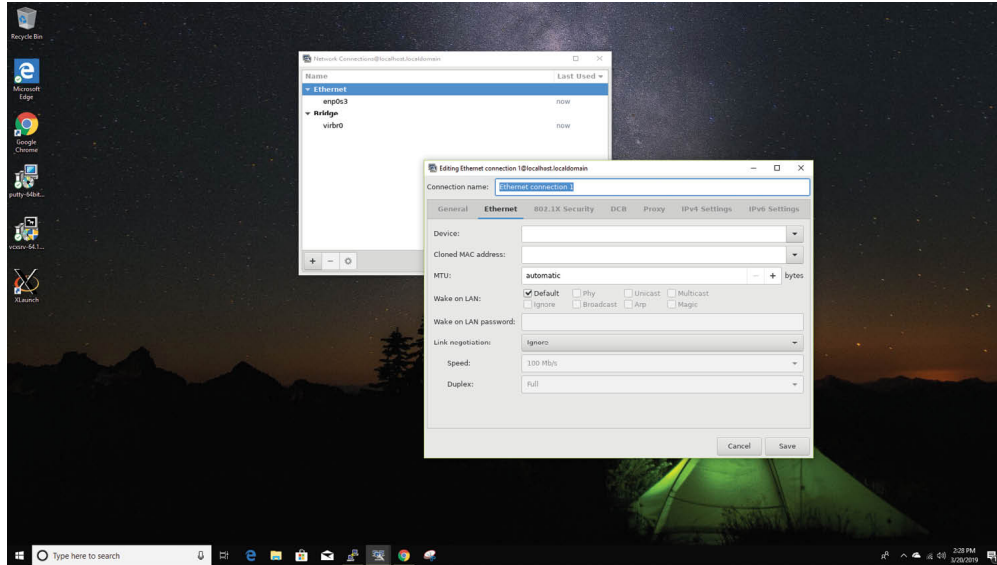 Recycle Bin
Microsoft
Edge
Google
Chrome
putty-64bit...
vcxsrv-64.1...
XLaunch
Network Connections@localhost.localdomain
Name
Last Used
Ethernet
enp0s3
now
Bridge
virbr0
now
Editing Ethernet connection 1@localhost.localdomain
Connection name: Ethernet connection 1
General Ethernet 802.1X Security DCB Proxy IPv4 Settings IPv6 Settings
Device:
Cloned MAC address:
MTU: automatic bytes
Wake on LAN: Default Phy Unicast Multicast
Ignore Broadcast Arp Magic
Wake on LAN password:
Link negotiation: Ignore
Speed: 100 Mb/s
Duplex: Full
Cancel Save
Type here to search
2:28 PM
3/20/2019